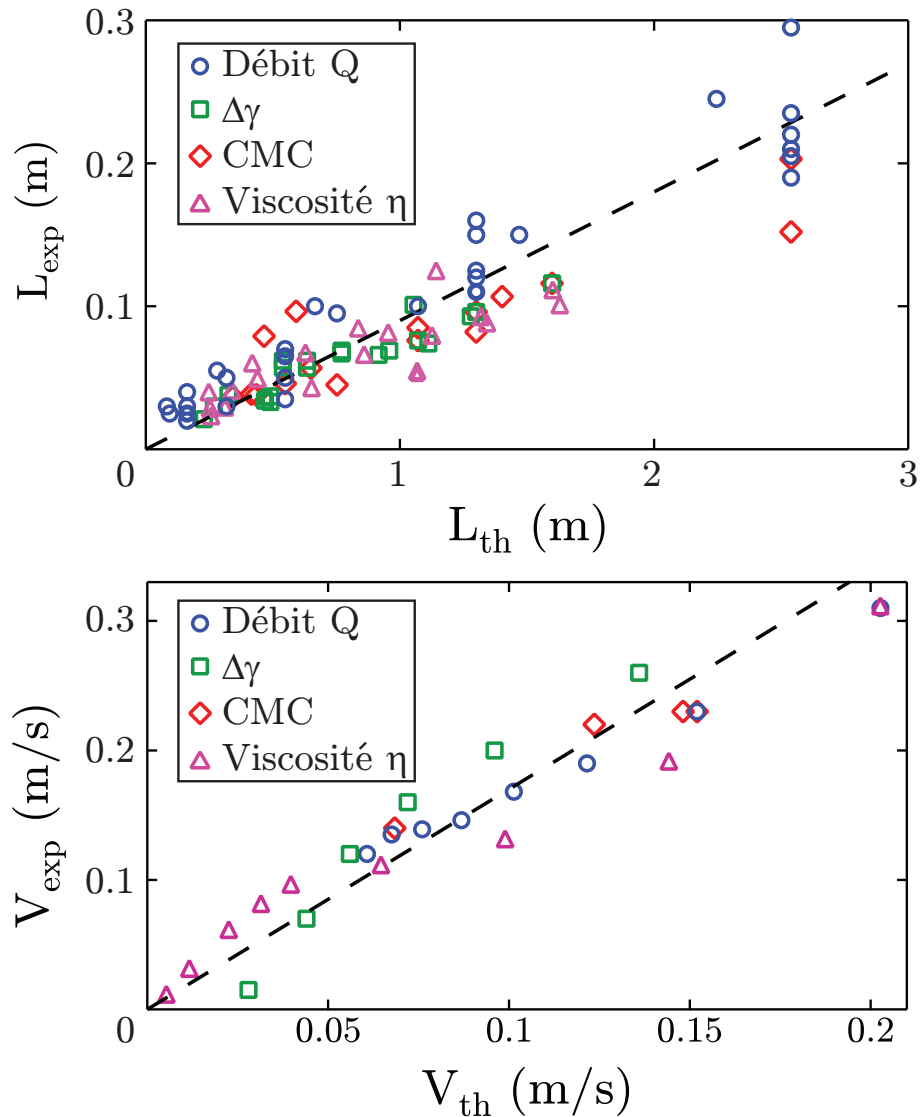 0.3
0.2
0.1
0
L_exp (m)
Débit Q
Δγ
CMC
Viscosité η
1
2
3
L_th (m)
0.3
0.2
0.1
0
V_exp (m/s)
Débit Q
Δγ
CMC
Viscosité η
0.05
0.1
0.15
0.2
V_th (m/s)